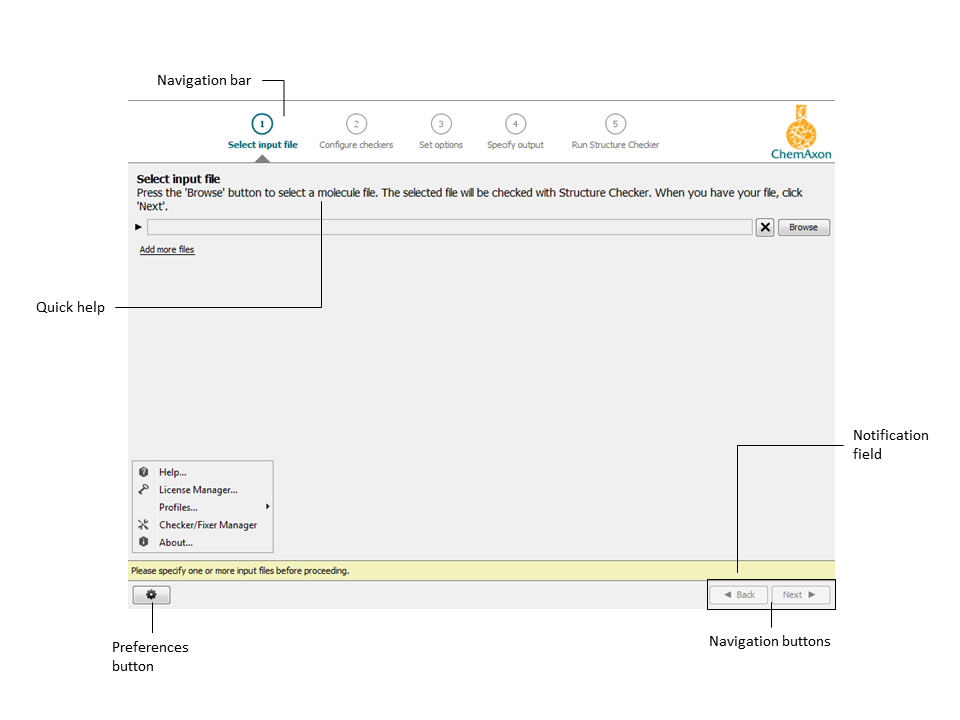 Navigation bar
1 2 3 4 5
Select input file Configure checkers Set options Specify output Run Structure Checker
ChemAxon
Select input file
Press the 'Browse' button to select a molecule file. The selected file will be checked with Structure Checker. When you have your file, click
'Next'.
Browse
Add more files
Quick help
Notification
field
Help...
License Manager...
Profiles...
Checker/Fixer Manager
About...
Please specify one or more input files before proceeding.
Back Next
Preferences
button
Navigation buttons